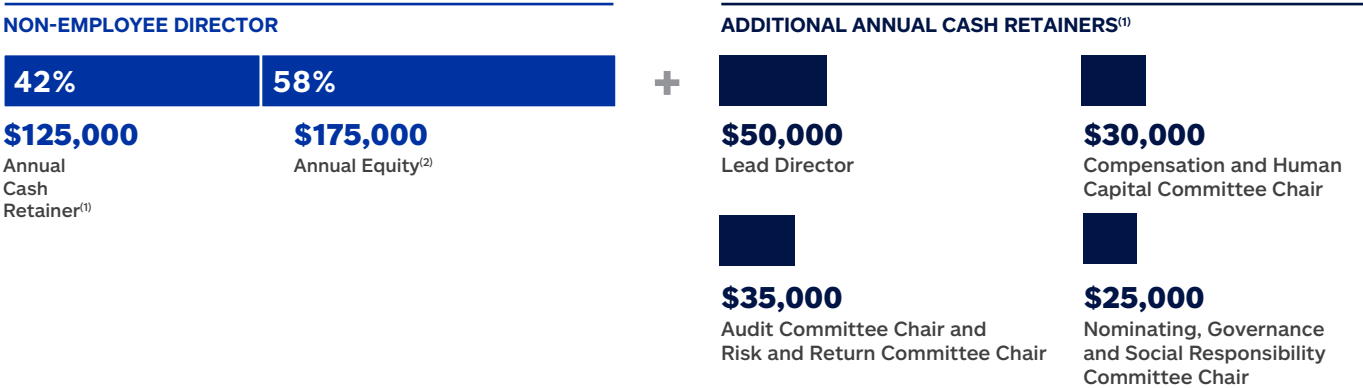 NON-EMPLOYEE DIRECTOR
42%
58%
$125,000
Annual
Cash
Retainer(1)
$175,000
Annual Equity(2)
+
ADDITIONAL ANNUAL CASH RETAINERS(1)
$50,000
Lead Director
$30,000
Compensation and Human
Capital Committee Chair
$35,000
Audit Committee Chair and
Risk and Return Committee Chair
$25,000
Nominating, Governance
and Social Responsibility
Committee Chair